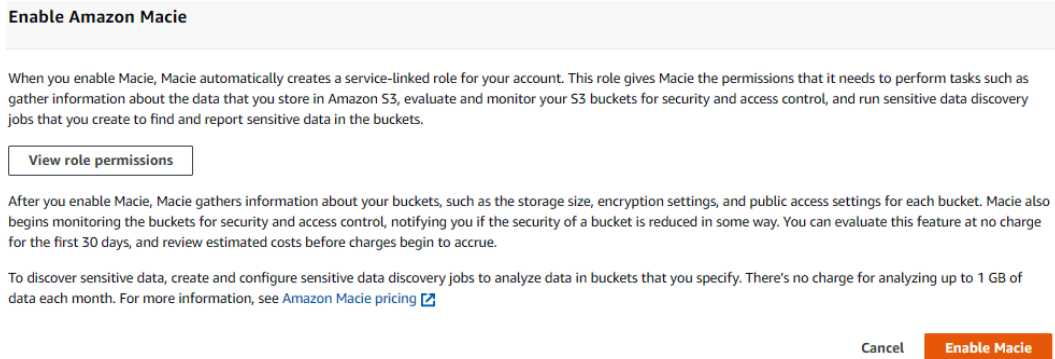 Enable Amazon Macie
When you enable Macie, Macie automatically creates a service-linked role for your account. This role gives Macie the permissions that it needs to perform tasks such as
gather information about the data that you store in Amazon S3, evaluate and monitor your S3 buckets for security and access control, and run sensitive data discovery
jobs that you create to find and report sensitive data in the buckets.
View role permissions
After you enable Macie, Macie gathers information about your buckets, such as the storage size, encryption settings, and public access settings for each bucket. Macie also
begins monitoring the buckets for security and access control, notifying you if the security of a bucket is reduced in some way. You can evaluate this feature at no charge
for the first 30 days, and review estimated costs before charges begin to accrue.
To discover sensitive data, create and configure sensitive data discovery jobs to analyze data in buckets that you specify. There's no charge for analyzing up to 1 GB of
data each month. For more information, see Amazon Macie pricing
Cancel Enable Macie